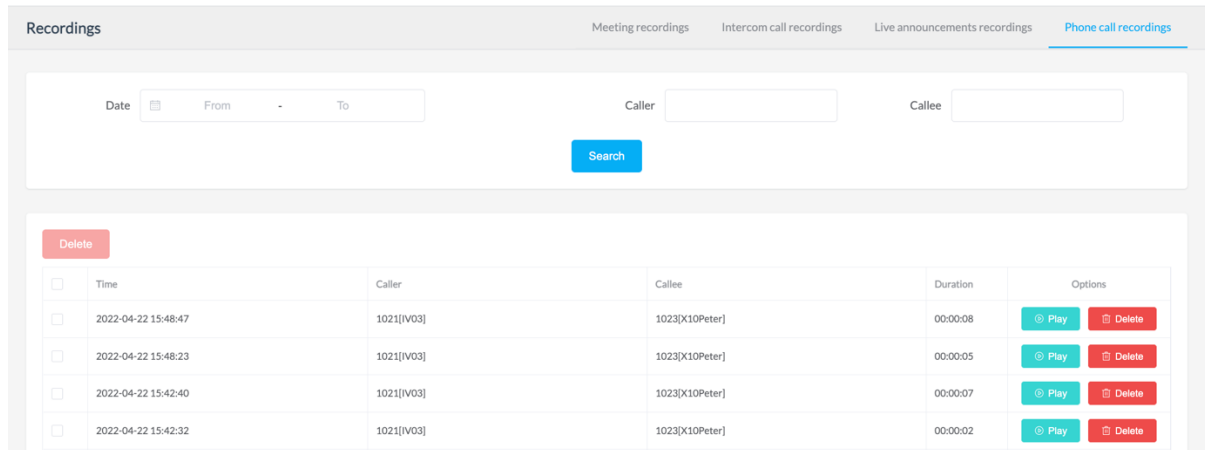 Recordings Meeting recordings Intercom call recordings Live announcements recordings Phone call recordings
Date From - To Caller Callee
Search
Delete
Time Caller Callee Duration Options
2022-04-22 15:48:47 1021[IV03] 1023[X10Peter] 00:00:08 Play Delete
2022-04-22 15:48:23 1021[IV03] 1023[X10Peter] 00:00:05 Play Delete
2022-04-22 15:42:40 1021[IV03] 1023[X10Peter] 00:00:07 Play Delete
2022-04-22 15:42:32 1021[IV03] 1023[X10Peter] 00:00:02 Play Delete